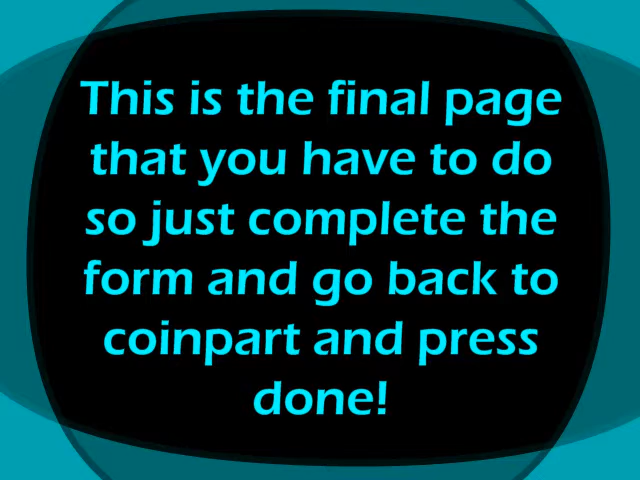 This is the final page
that you have to do
so just complete the
form and go back to
coinpart and press
done!